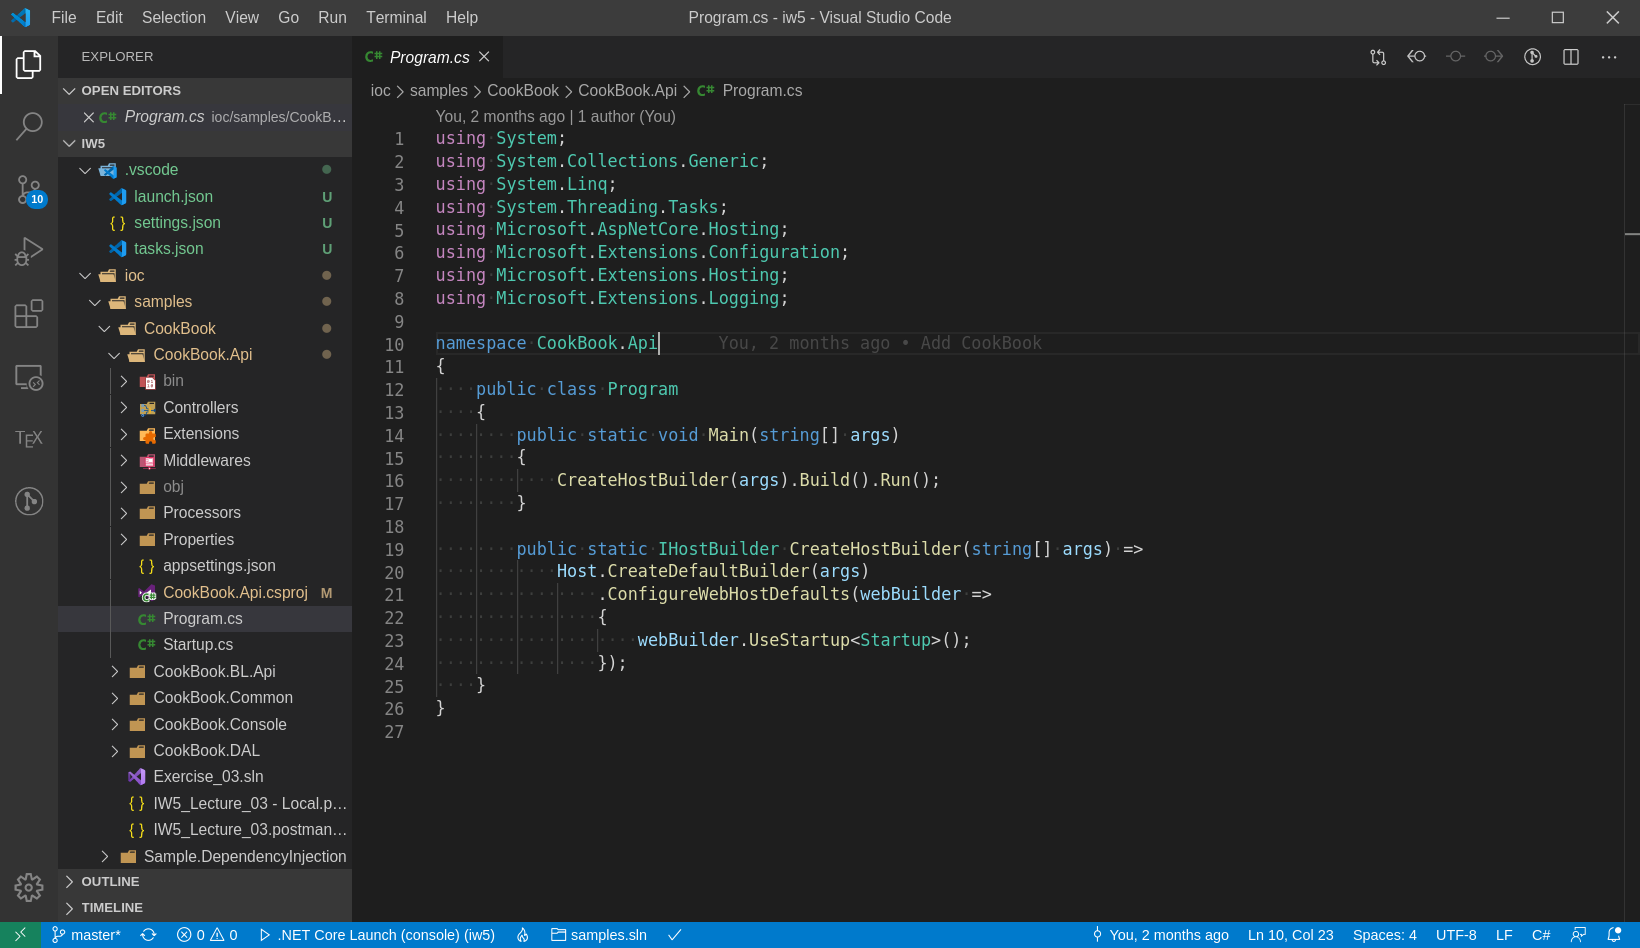 File Edit Selection View Go Run Terminal Help
Program.cs - iw5 - Visual Studio Code
EXPLORER
OPEN EDITORS
Program.cs ioc/samples/CookB...
IW5
.vscode
launch.json U
settings.json U
tasks.json U
ioc
samples
CookBook
CookBook.Api
bin
Controllers
Extensions
Middlewares
obj
Processors
Properties
appsettings.json
CookBook.Api.csproj M
Program.cs
Startup.cs
CookBook.BL.Api
CookBook.Common
CookBook.Console
CookBook.DAL
Exercise_03.sln
IW5_Lecture_03 - Local.p...
IW5_Lecture_03.postman...
Sample.DependencyInjection
OUTLINE
TIMELINE
10
TEX
C# Program.cs
ioc > samples > CookBook > CookBook.Api > C# Program.cs
You, 2 months ago | 1 author (You)
1 using System;
2 using System.Collections.Generic;
3 using System.Linq;
4 using System.Threading.Tasks;
5 using Microsoft.AspNetCore.Hosting;
6 using Microsoft.Extensions.Configuration;
7 using Microsoft.Extensions.Hosting;
8 using Microsoft.Extensions.Logging;
9
10 namespace CookBook.Api You, 2 months ago • Add CookBook
11 {
12     public class Program
13     {
14         public static void Main(string[] args)
15         {
16             CreateHostBuilder(args).Build().Run();
17         }
18
19         public static IHostBuilder CreateHostBuilder(string[] args) =>
20             Host.CreateDefaultBuilder(args)
21                 .ConfigureWebHostDefaults(webBuilder =>
22                 {
23                     webBuilder.UseStartup<Startup>();
24                 });
25     }
26 }
27
master* 0 0 .NET Core Launch (console) (iw5) samples.sln You, 2 months ago Ln 10, Col 23 Spaces: 4 UTF-8 LF C#